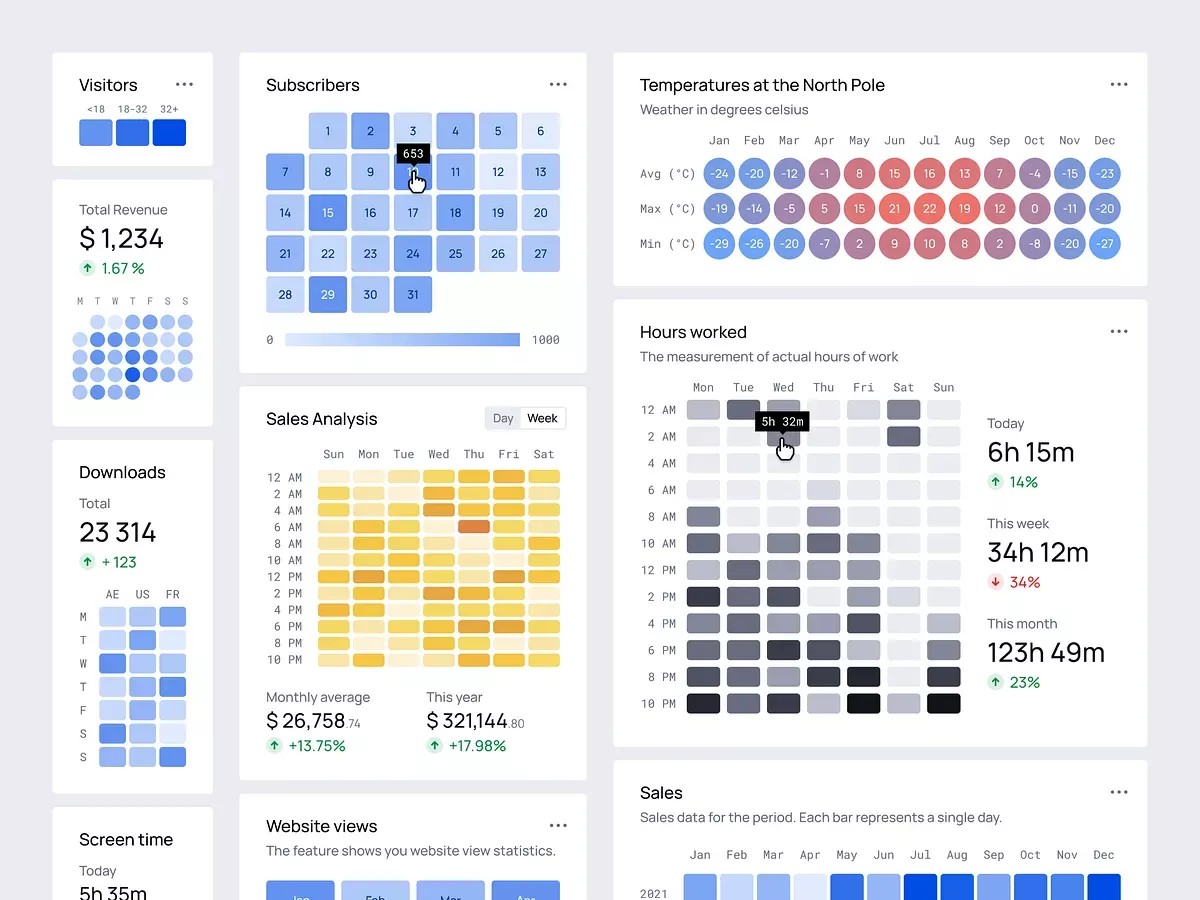 Visitors
<18 18-32 32+
Total Revenue
$ 1,234
1.67 %
M T W T F S S
Downloads
Total
23 314
+ 123
AE US FR
M
T
W
T
F
S
S
Screen time
Today
5h 35m
Subscribers
1 2 3 4 5 6
653
7 8 9 11 12 13
14 15 16 17 18 19 20
21 22 23 24 25 26 27
28 29 30 31
0 1000
Sales Analysis
Day Week
Sun Mon Tue Wed Thu Fri Sat
12 AM
2 AM
4 AM
6 AM
8 AM
10 AM
12 PM
2 PM
4 PM
6 PM
8 PM
10 PM
Monthly average This year
$ 26,758.74 $ 321,144.80
+13.75% +17.98%
Website views
The feature shows you website view statistics.
Jan Feb Mar Apr
Temperatures at the North Pole
Weather in degrees celsius
Jan Feb Mar Apr May Jun Jul Aug Sep Oct Nov Dec
Avg (°C) -24 -20 -12 -1 8 15 16 13 7 -4 -15 -23
Max (°C) -19 -14 -5 5 15 21 22 19 12 0 -11 -20
Min (°C) -29 -26 -20 -7 2 9 10 8 2 -8 -20 -27
Hours worked
The measurement of actual hours of work
Mon Tue Wed Thu Fri Sat Sun
12 AM
5h 32m
2 AM
4 AM
6 AM
8 AM
10 AM
12 PM
2 PM
4 PM
6 PM
8 PM
10 PM
Today
6h 15m
14%
This week
34h 12m
34%
This month
123h 49m
23%
Sales
Sales data for the period. Each bar represents a single day.
Jan Feb Mar Apr May Jun Jul Aug Sep Oct Nov Dec
2021